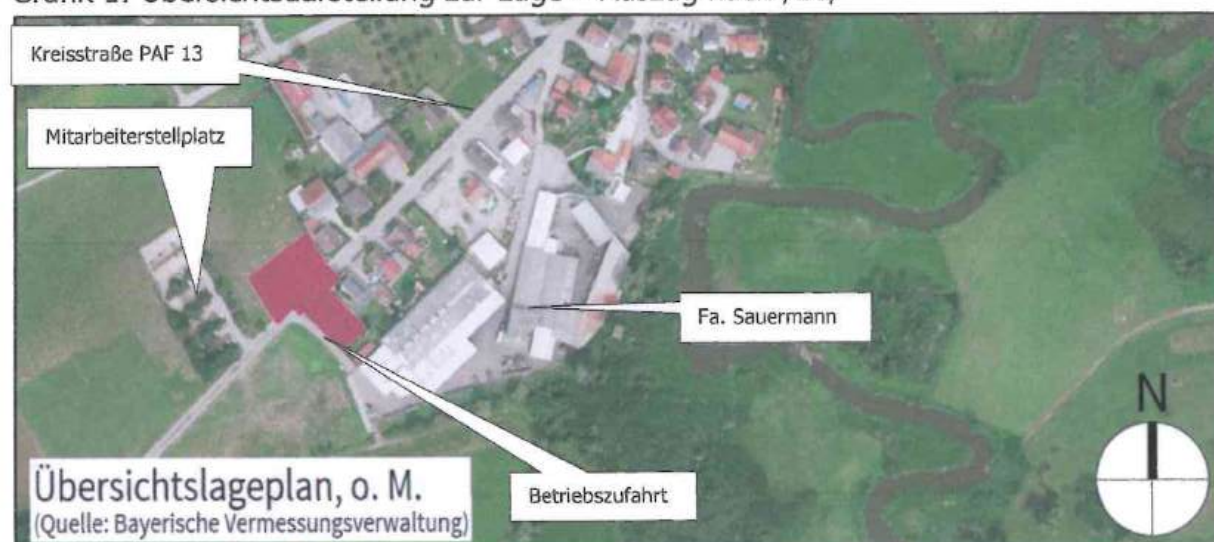 Kreisstraße PAF 13
Mitarbeiterstellplatz
Fa. Sauermann
N
Betriebszufahrt
Übersichtslageplan, o. M.
(Quelle: Bayerische Vermessungsverwaltung)